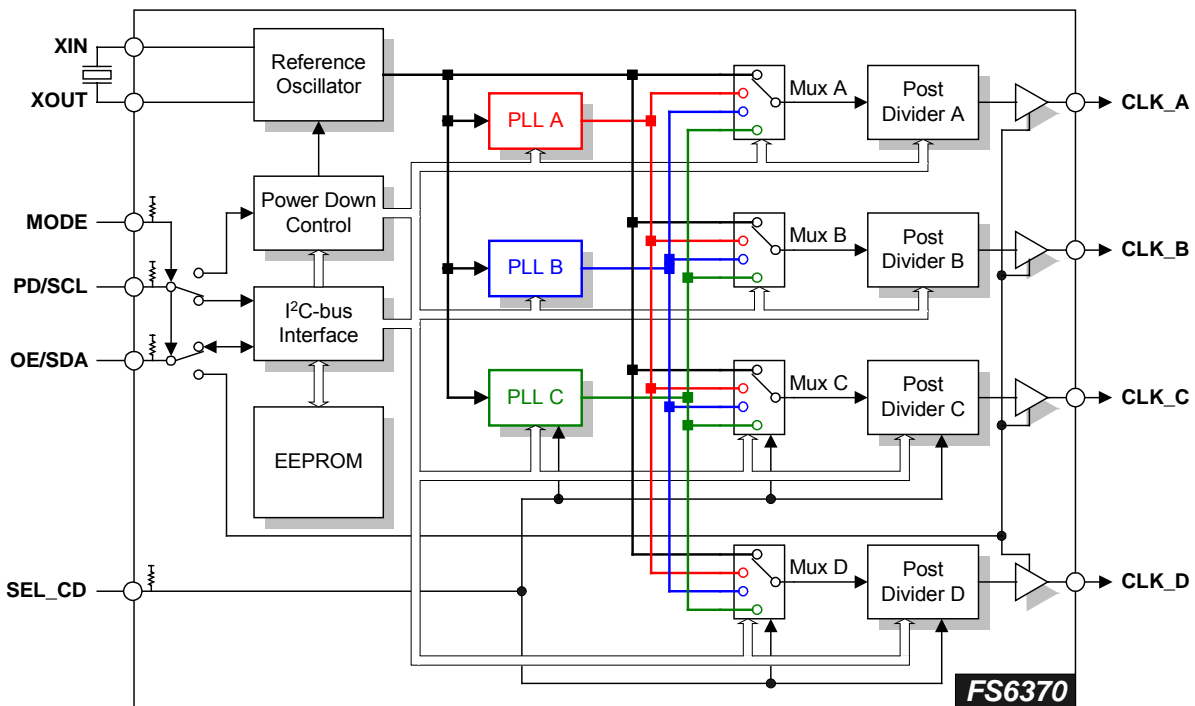 XIN
XOUT
MODE
PD/SCL
OE/SDA
SEL_CD
Reference
Oscillator
Power Down
Control
I²C-bus
Interface
EEPROM
PLL A
PLL B
PLL C
Mux A
Post
Divider A
CLK_A
Mux B
Post
Divider B
CLK_B
Mux C
Post
Divider C
CLK_C
Mux D
Post
Divider D
CLK_D
FS6370